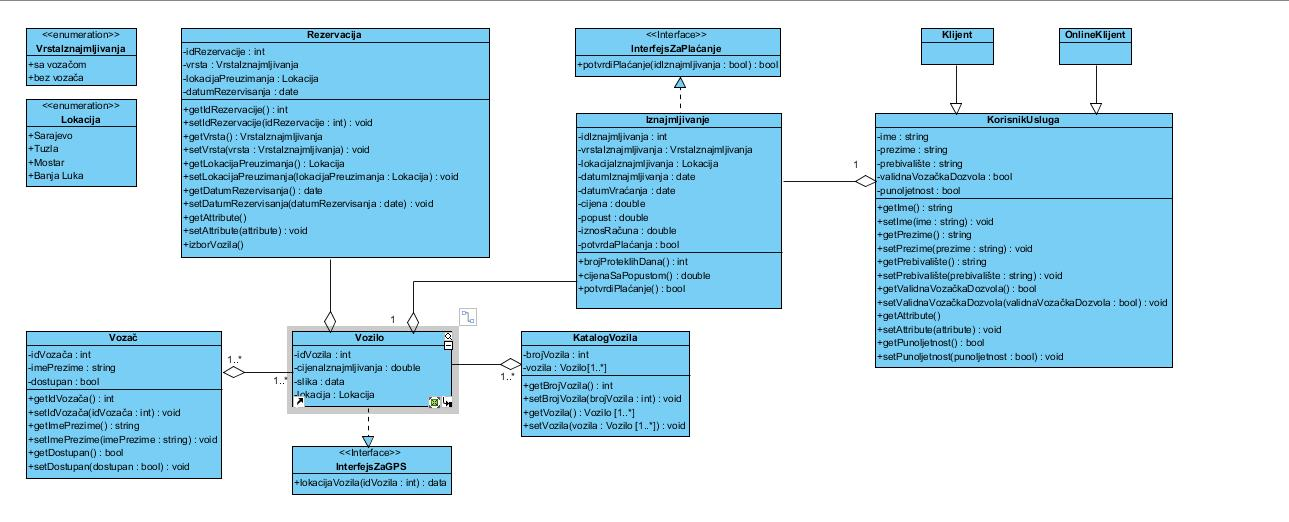 <<enumeration>>
VrstaIznajmljivanja
+sa vozačom
+bez vozača
<<enumeration>>
Lokacija
+Sarajevo
+Tuzla
+Mostar
+Banja Luka
Rezervacija
-idRezervacije : int
-vrsta : VrstaIznajmljivanja
-lokacijaPreuzimanja : Lokacija
-datumRezervisanja : date
+getIdRezervacije() : int
+setIdRezervacije(idRezervacije : int) : void
+getVrsta() : VrstaIznajmljivanja
+setVrsta(vrsta : VrstaIznajmljivanja) : void
+getLokacijaPreuzimanja() : Lokacija
+setLokacijaPreuzimanja(lokacijaPreuzimanja : Lokacija) : void
+getDatumRezervisanja() : date
+setDatumRezervisanja(datumRezervisanja : date) : void
+getAttribute()
+setAttribute(attribute) : void
+izborVozila()
<<Interface>>
InterfejsZaPlaćanje
+potvrdiPlaćanje(idIznajmljivanja : bool) : bool
Iznajmljivanje
-idIznajmljivanja : int
-vrstaIznajmljivanja : VrstaIznajmljivanja
-lokacijaIznajmljivanja : Lokacija
-datumIznajmljivanja : date
-datumVraćanja : date
-cijena : double
-popust : double
-iznosRačuna : double
-potvrdaPlaćanja : bool
+brojProteklihDana() : int
+cijenaSaPopustom() : double
+potvrdiPlaćanje() : bool
Klijent
OnlineKlijent
1
KorisnikUsluga
-ime : string
-prezime : string
-prebivalište : string
-validnaVozačkaDozvola : bool
-punoljetnost : bool
+getIme() : string
+setIme(ime : string) : void
+getPrezime() : string
+setPrezime(prezime : string) : void
+getPrebivalište() : string
+setPrebivalište(prebivalište : string) : void
+getValidnaVozačkaDozvola() : bool
+setValidnaVozačkaDozvola(validnaVozačkaDozvola : bool) : void
+getAttribute()
+setAttribute(attribute) : void
+getPunoljetnost() : bool
+setPunoljetnost(punoljetnost : bool) : void
Vozač
-idVozača : int
-imePrezime : string
-dostupan : bool
+getIdVozača() : int
+setIdVozača(idVozača : int) : void
+getImePrezime() : string
+setImePrezime(imePrezime : string) : void
+getDostupan() : bool
+setDostupan(dostupan : bool) : void
1..*
1..*
1
Vozilo
-idVozila : int
-cijenaIznajmljivanja : double
-slika : data
-lokacija : Lokacija
1..*
KatalogVozila
-brojVozila : int
-vozila : Vozilo[1..*]
+getBrojVozila() : int
+setBrojVozila(brojVozila : int) : void
+getVozila() : Vozilo [1..*]
+setVozila(vozila : Vozilo [1..*]) : void
<<Interface>>
InterfejsZaGPS
+lokacijaVozila(idVozila : int) : data